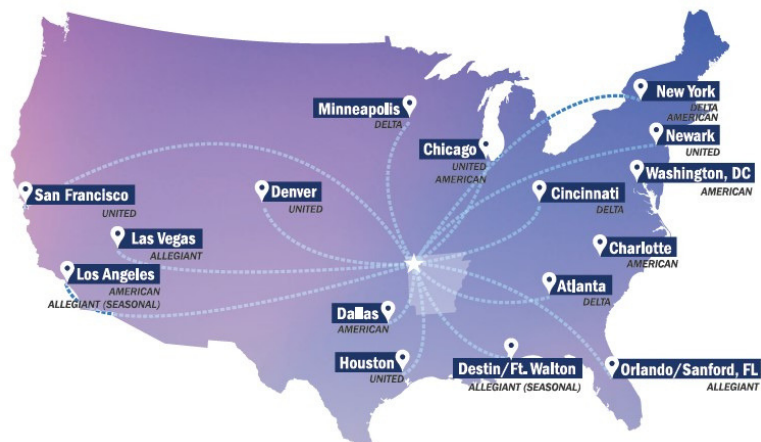 New York
DELTA
AMERICAN
Minneapolis
DELTA
Newark
UNITED
Chicago
UNITED
AMERICAN
Washington, DC
AMERICAN
San Francisco
UNITED
Denver
UNITED
Cincinnati
DELTA
Las Vegas
ALLEGIANT
Charlotte
AMERICAN
Los Angeles
AMERICAN
ALLEGIANT (SEASONAL)
Atlanta
DELTA
Dallas
AMERICAN
Houston
UNITED
Destin/Ft. Walton
ALLEGIANT (SEASONAL)
Orlando/Sanford, FL
ALLEGIANT